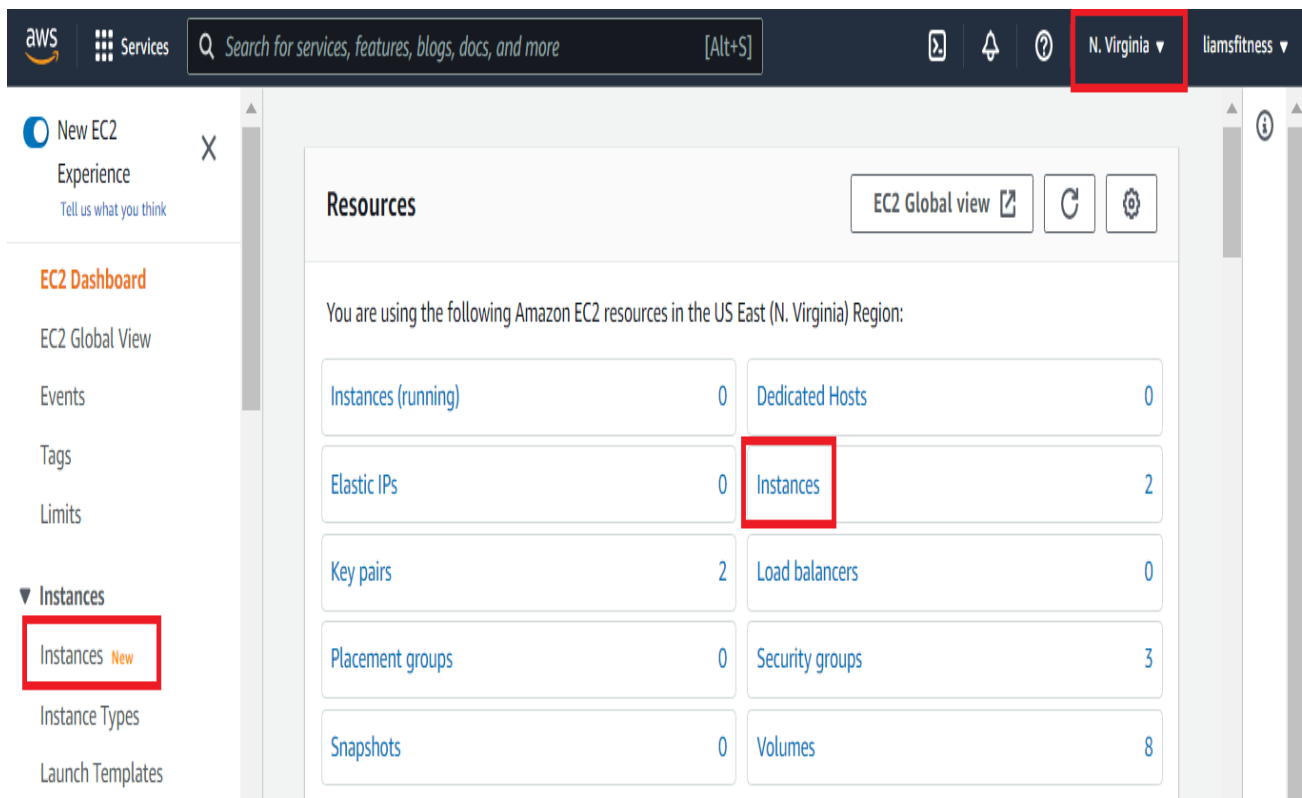 aws Services Search for services, features, blogs, docs, and more [Alt+S] N. Virginia ▼ liamsfitness ▼
New EC2
Experience
Tell us what you think
EC2 Dashboard
EC2 Global View
Events
Tags
Limits
▼ Instances
Instances New
Instance Types
Launch Templates
Resources
EC2 Global view
You are using the following Amazon EC2 resources in the US East (N. Virginia) Region:
Instances (running) 0
Dedicated Hosts 0
Elastic IPs 0
Instances 2
Key pairs 2
Load balancers 0
Placement groups 0
Security groups 3
Snapshots 0
Volumes 8